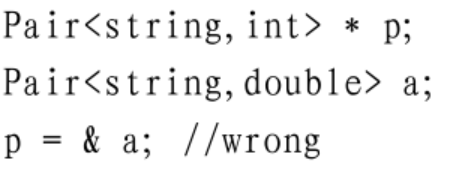 Pair<string,int> * p;
Pair<string,double> a;
p = & a; //wrong